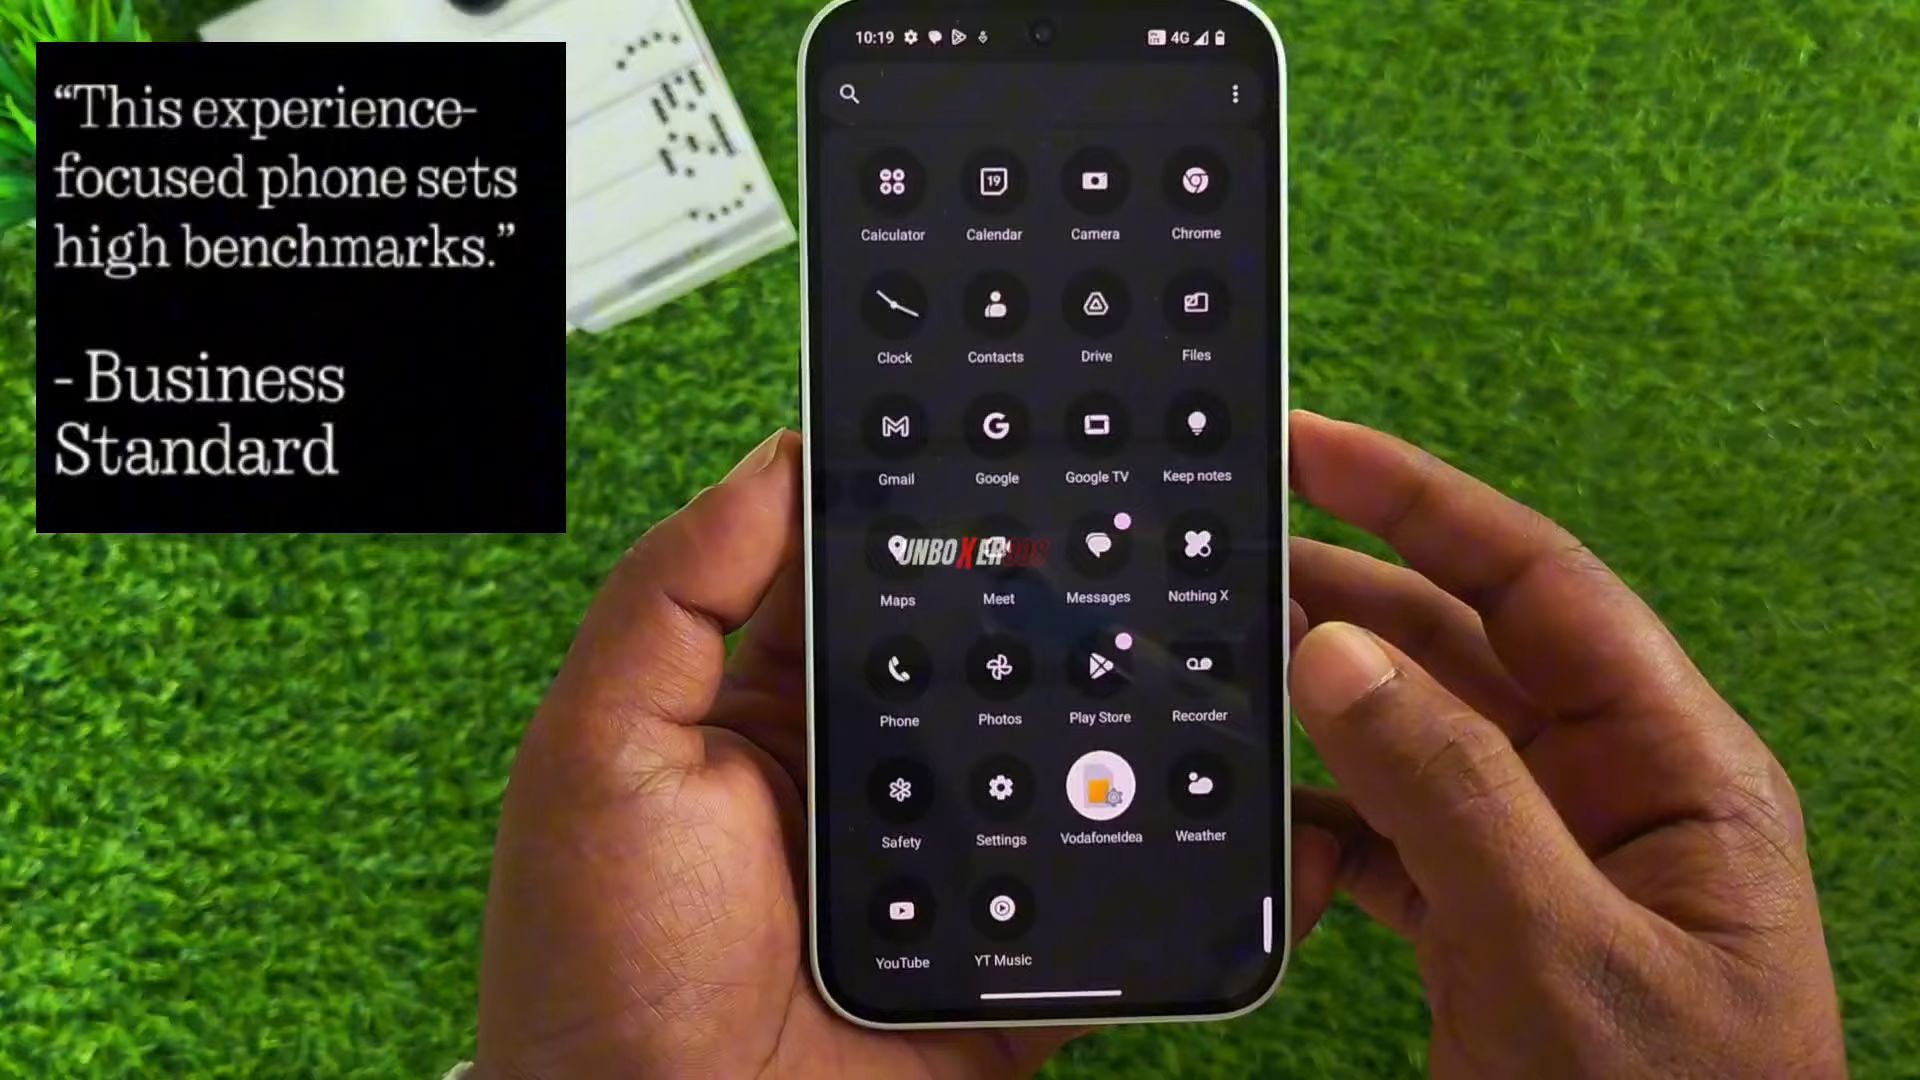 “This experience-
focused phone sets
high benchmarks.”
- Business
Standard
10:19
4G
Calculator
19
Calendar
Camera
Chrome
Clock
Contacts
Drive
Files
Gmail
Google
Google TV
Keep notes
UNBOXER
Maps
Meet
Messages
Nothing X
Phone
Photos
Play Store
Recorder
Safety
Settings
VodafoneIdea
Weather
YouTube
YT Music